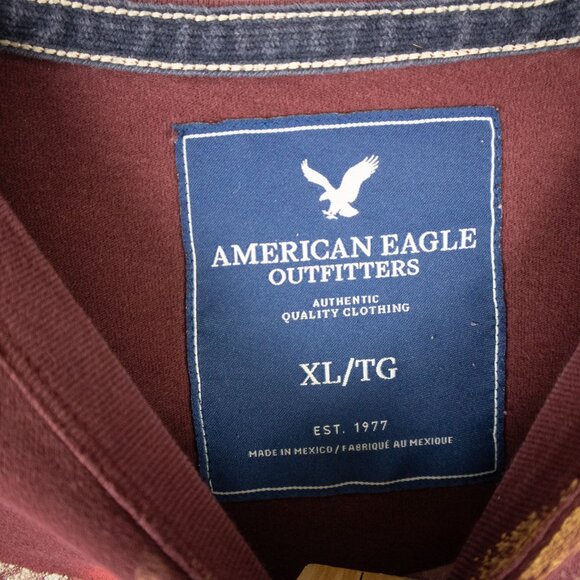 AMERICAN EAGLE
OUTFITTERS
AUTHENTIC
QUALITY CLOTHING
XL/TG
EST. 1977
MADE IN MEXICO / FABRIQUÉ AU MEXIQUE